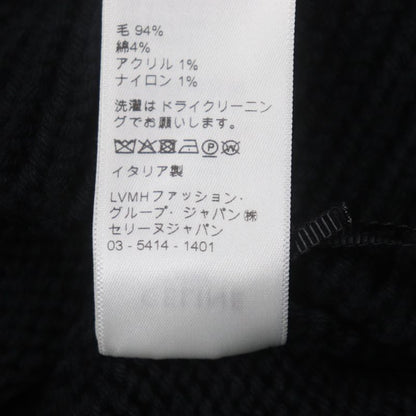 毛 94%
綿4%
アクリル 1%
ナイロン 1%
洗濯はドライクリーニン
グでお願いします。
イタリア製
LVMHファッション・
グループ・ジャパン㈱
セリーヌジャパン
03 - 5414 - 1401